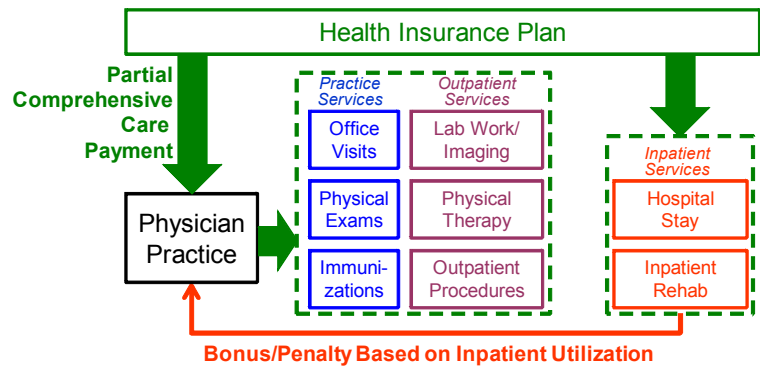 Health Insurance Plan
Partial
Comprehensive
Care
Payment
Physician
Practice
Practice
Services
Office
Visits
Physical
Exams
Immuni-
zations
Outpatient
Services
Lab Work/
Imaging
Physical
Therapy
Outpatient
Procedures
Inpatient
Services
Hospital
Stay
Inpatient
Rehab
Bonus/Penalty Based on Inpatient Utilization